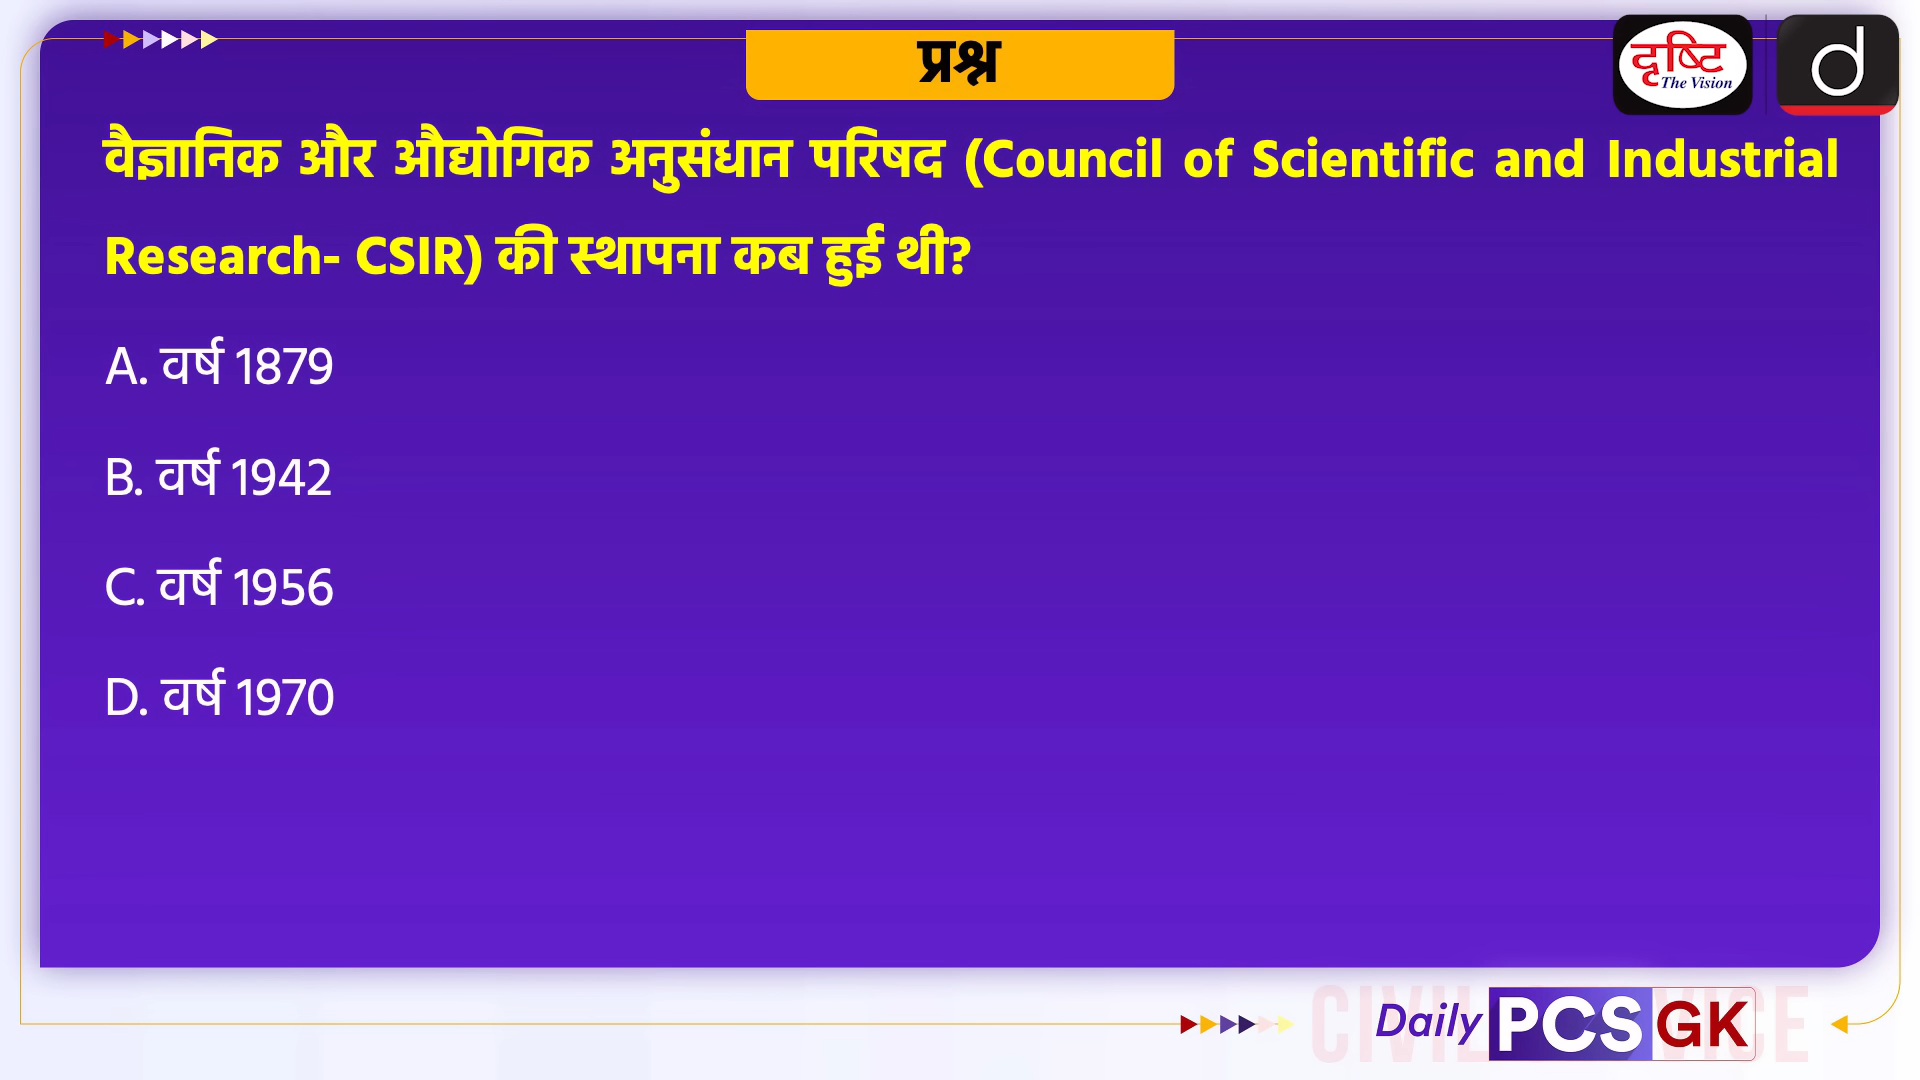 प्रश्न
दृष्टि
The Vision
d
वैज्ञानिक और औद्योगिक अनुसंधान परिषद (Council of Scientific and Industrial
Research- CSIR) की स्थापना कब हुई थी?
A. वर्ष 1879
B. वर्ष 1942
C. वर्ष 1956
D. वर्ष 1970
Daily PCS GK